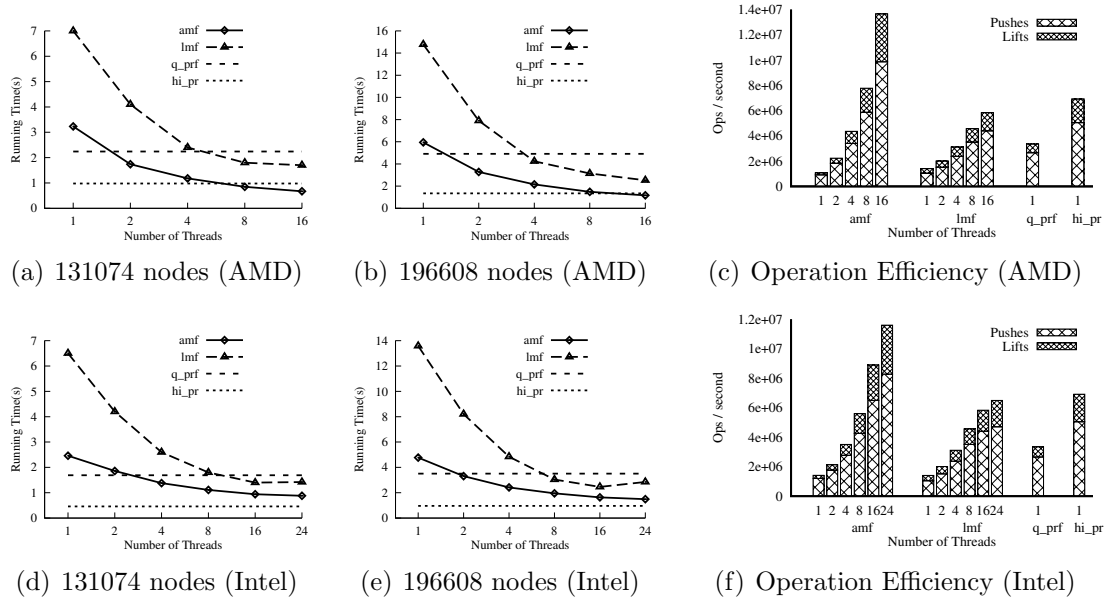 7
6
5
4
3
2
1
0
Running Time(s)
amf
lmf
q_prf
hi_pr
1 2 4 8 16
Number of Threads
(a) 131074 nodes (AMD)
16
14
12
10
8
6
4
2
0
Running Time(s)
amf
lmf
q_prf
hi_pr
1 2 4 8 16
Number of Threads
(b) 196608 nodes (AMD)
1.4e+07
1e+07
1e+07
8e+06
6e+06
4e+06
2e+06
0
Ops / second
Pushes
Lifts
1 2 4 8 16 1 2 4 8 16 1 1
amf lmf q_prf hi_pr
Number of Threads
(c) Operation Efficiency (AMD)
7
6
5
4
3
2
1
0
Running Time(s)
amf
lmf
q_prf
hi_pr
1 2 4 8 16 24
Number of Threads
(d) 131074 nodes (Intel)
14
12
10
8
6
4
2
0
Running Time(s)
amf
lmf
q_prf
hi_pr
1 2 4 8 16 24
Number of Threads
(e) 196608 nodes (Intel)
1.2e+07
1e+07
8e+06
6e+06
4e+06
2e+06
0
Ops / second
Pushes
Lifts
1 2 4 8 1624 1 2 4 8 1624 1 1
amf lmf q_prf hi_pr
Number of Threads
(f) Operation Efficiency (Intel)